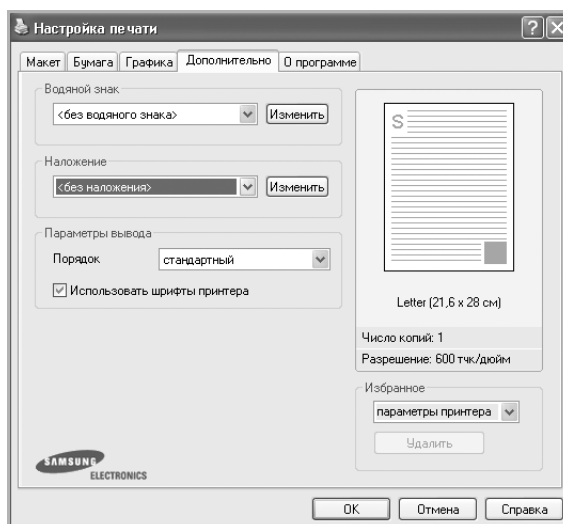 Настройка печати
Макет Бумага Графика Дополнительно О программе
Водяной знак
<без водяного знака> Изменить
Наложение
<без наложения> Изменить
Параметры вывода
Порядок стандартный
Использовать шрифты принтера
S
Letter (21,6 x 28 см)
Число копий: 1
Разрешение: 600 тчк/дюйм
Избранное
параметры принтера
Удалить
SAMSUNG
ELECTRONICS
OK Отмена Справка